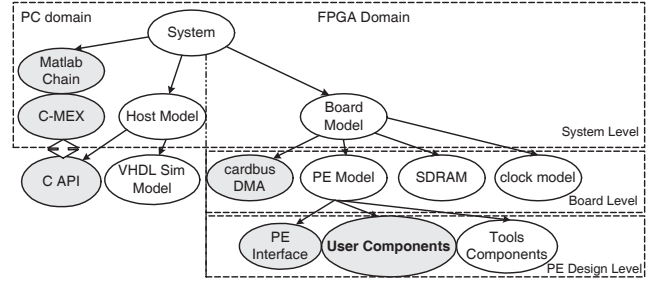 PC domain
FPGA Domain
System
Matlab
Chain
C-MEX
Host Model
Board
Model
System Level
C API
VHDL Sim
Model
cardbus
DMA
PE Model
SDRAM
clock model
Board Level
PE
Interface
User Components
Tools
Components
PE Design Level